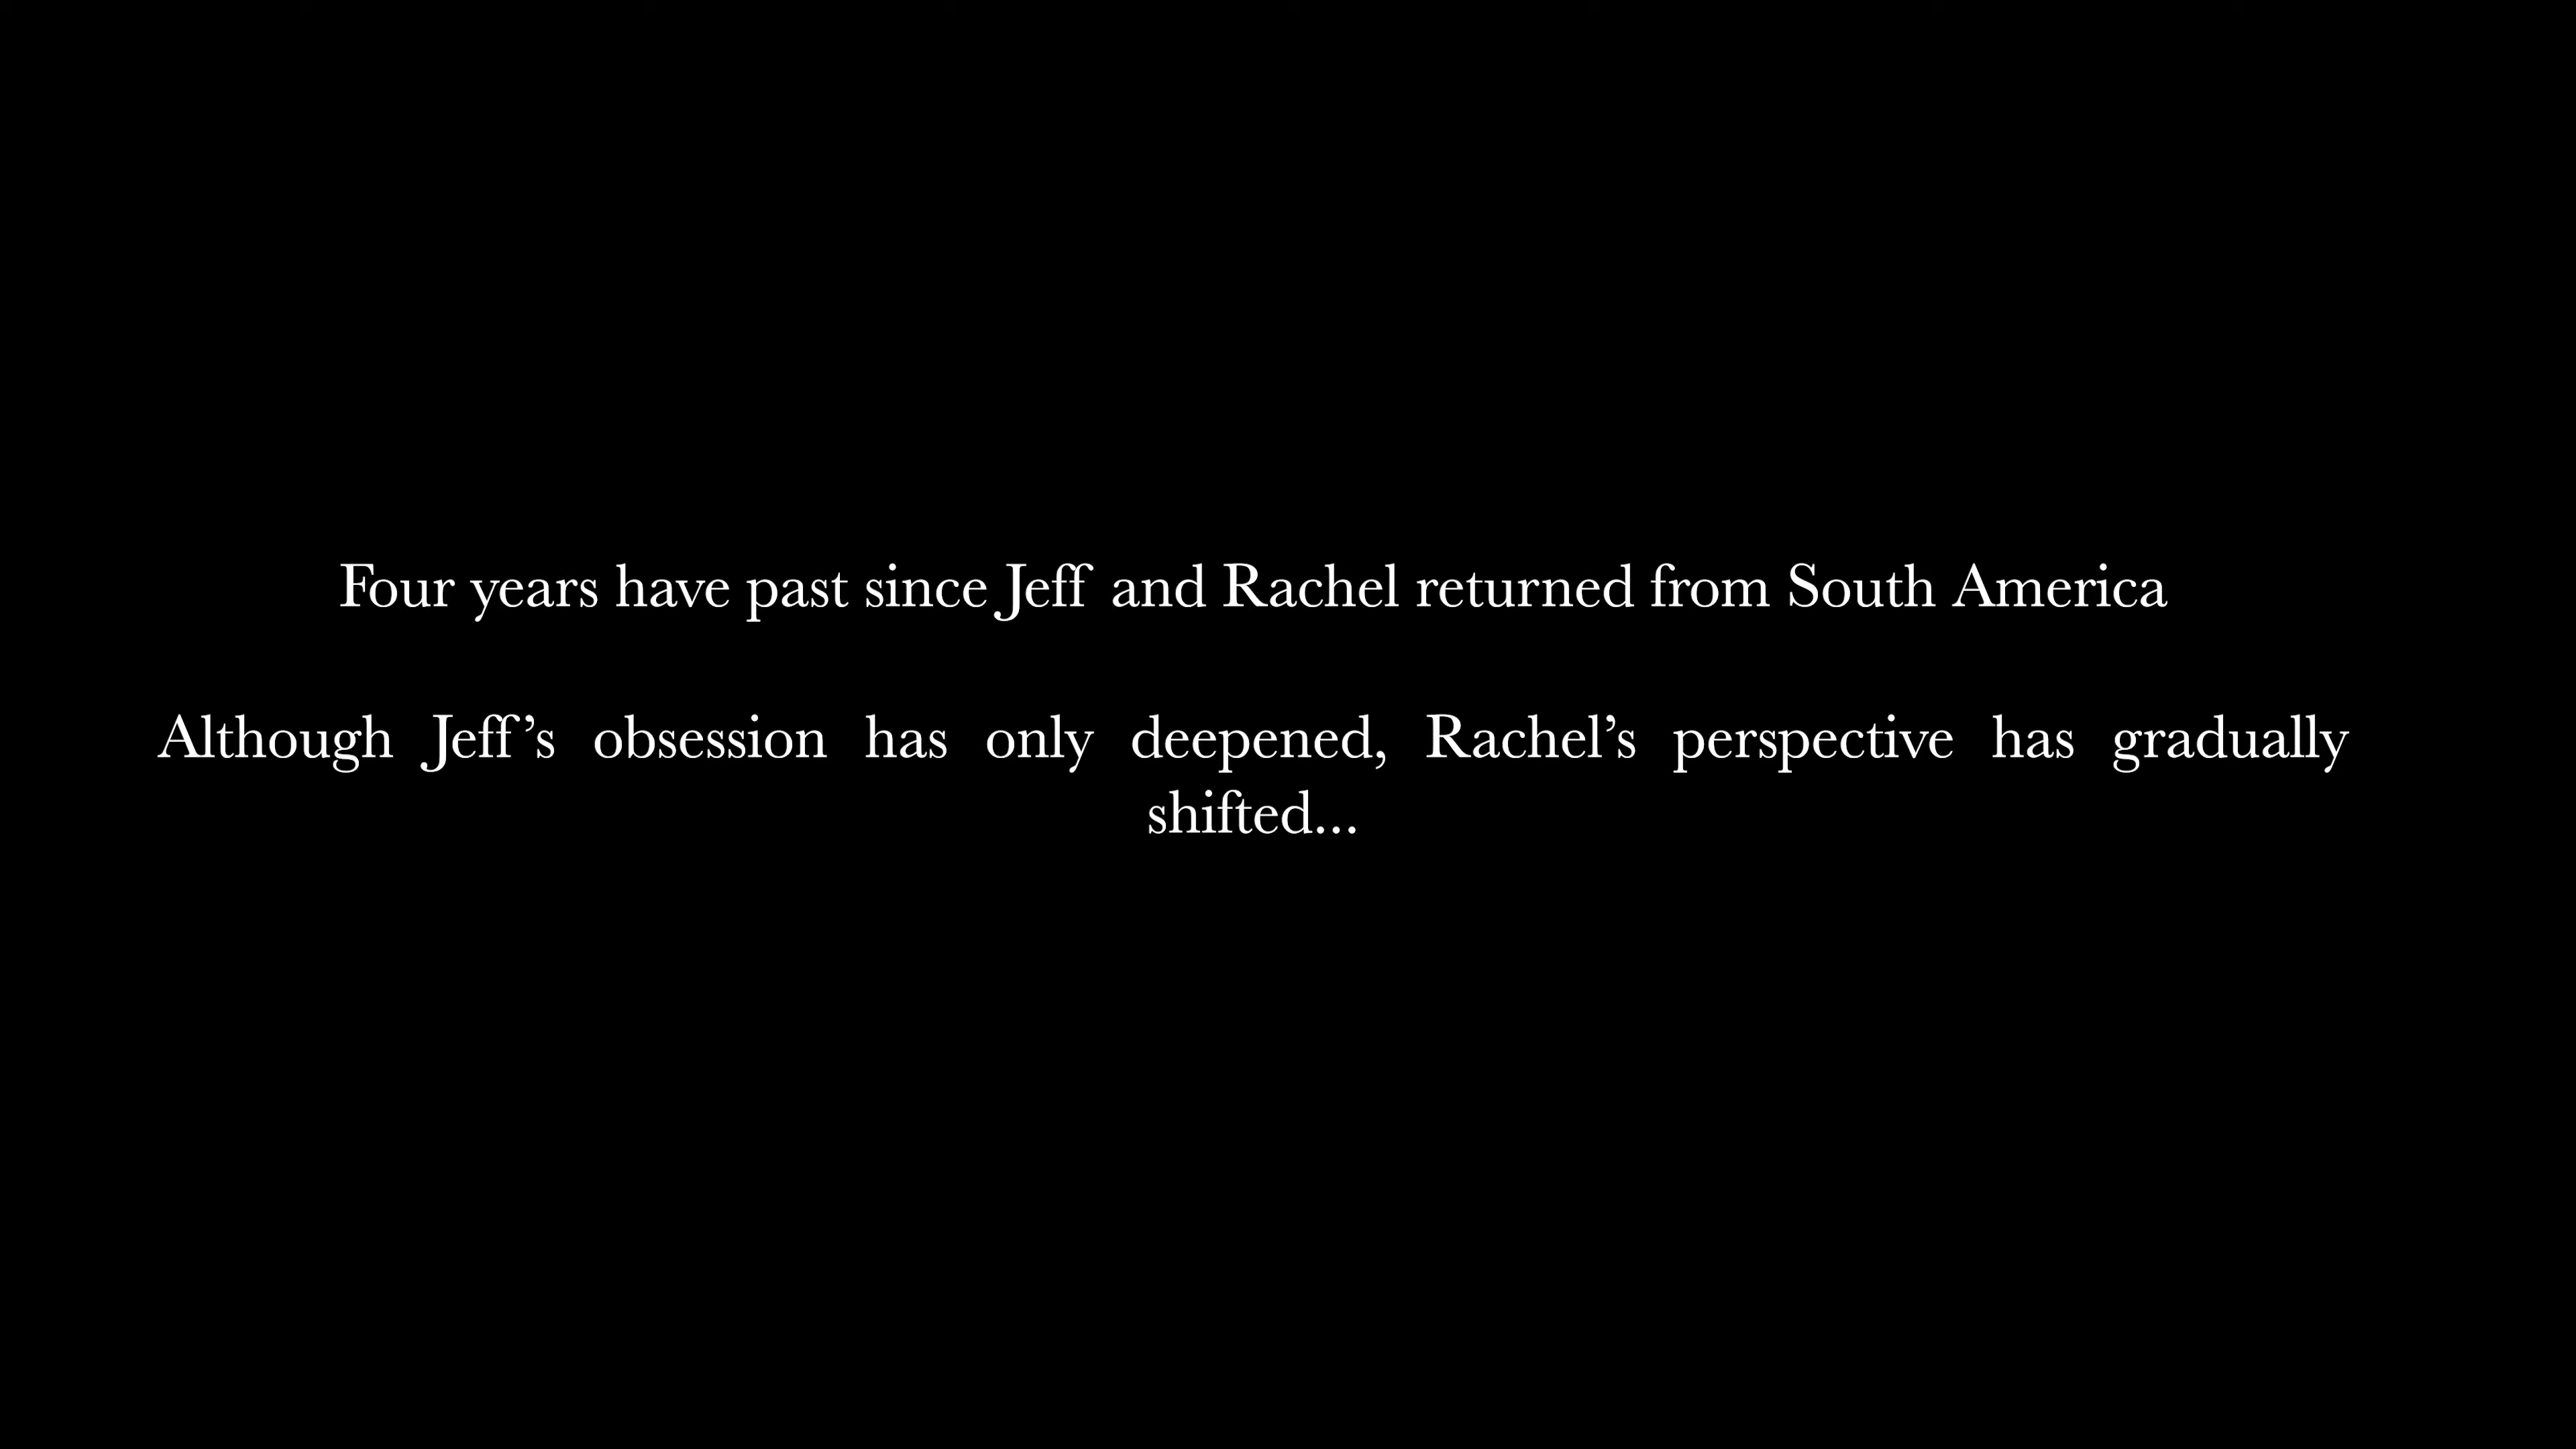 Four years have past since Jeff and Rachel returned from South America
Although Jeff’s obsession has only deepened, Rachel’s perspective has gradually
shifted...